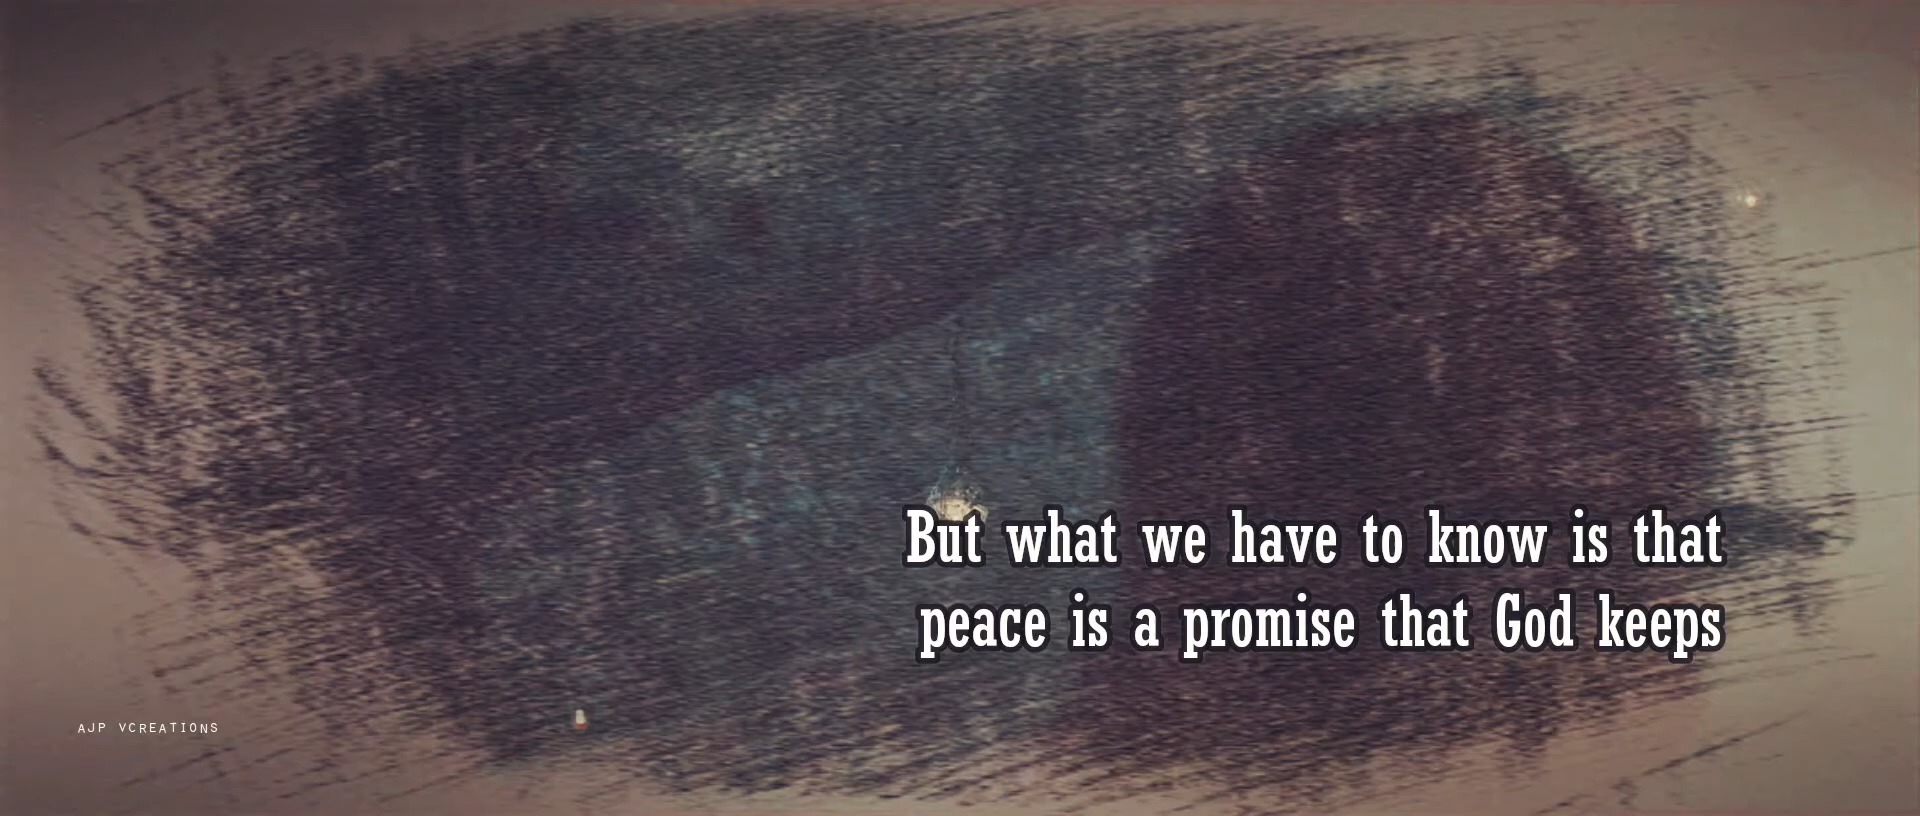 But what we have to know is that
peace is a promise that God keeps
AJP VCREATIONS